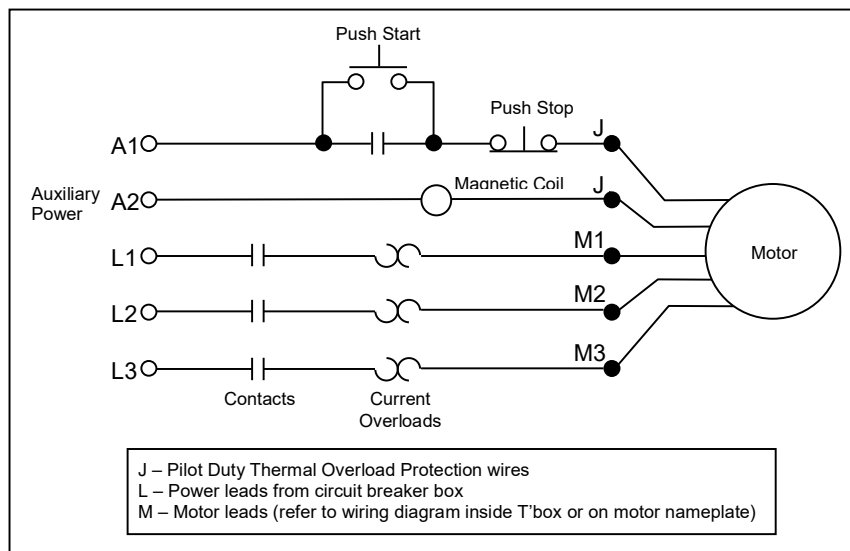 Push Start
Push Stop
A1
J
Auxiliary
Power
A2
Magnetic Coil
J
L1
M1
Motor
L2
M2
L3
M3
Contacts
Current
Overloads
J – Pilot Duty Thermal Overload Protection wires
L – Power leads from circuit breaker box
M – Motor leads (refer to wiring diagram inside T’box or on motor nameplate)